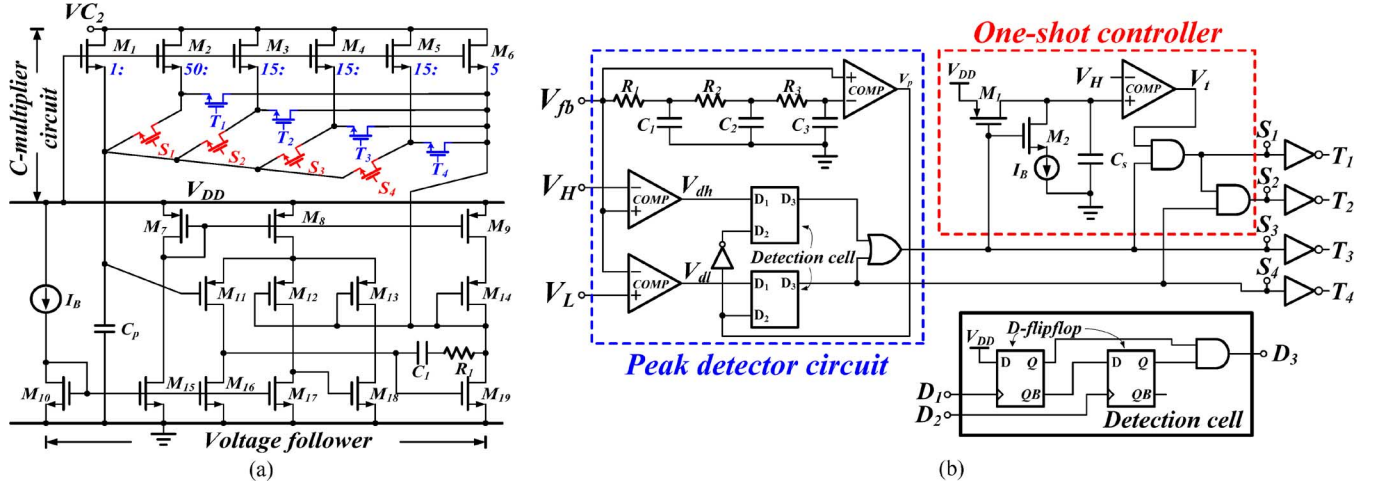 VC2
M1 M2 M3 M4 M5 M6
1: 50: 15: 15: 15: 5
C-multiplier circuit
T1
T2
T3
T4
S1
S2
S3
S4
VDD
M7 M8 M9
IB
M11 M12 M13 M14
Cp
C1 R1
M10 M15 M16 M17 M18 M19
Voltage follower
(a)
One-shot controller
VDD
M1
VH
COMP
Vt
M2
IB
Cs
Vfb
R1 R2 R3
C1 C2 C3
COMP
Vp
VH
COMP
Vdh
D1 D3
D2
Detection cell
VL
COMP
Vdl
D1 D3
D2
Peak detector circuit
S1 T1
S2 T2
S3 T3
S4 T4
D-flipflop
VDD
D Q
QB
D Q
QB
D1
D2
D3
Detection cell
(b)